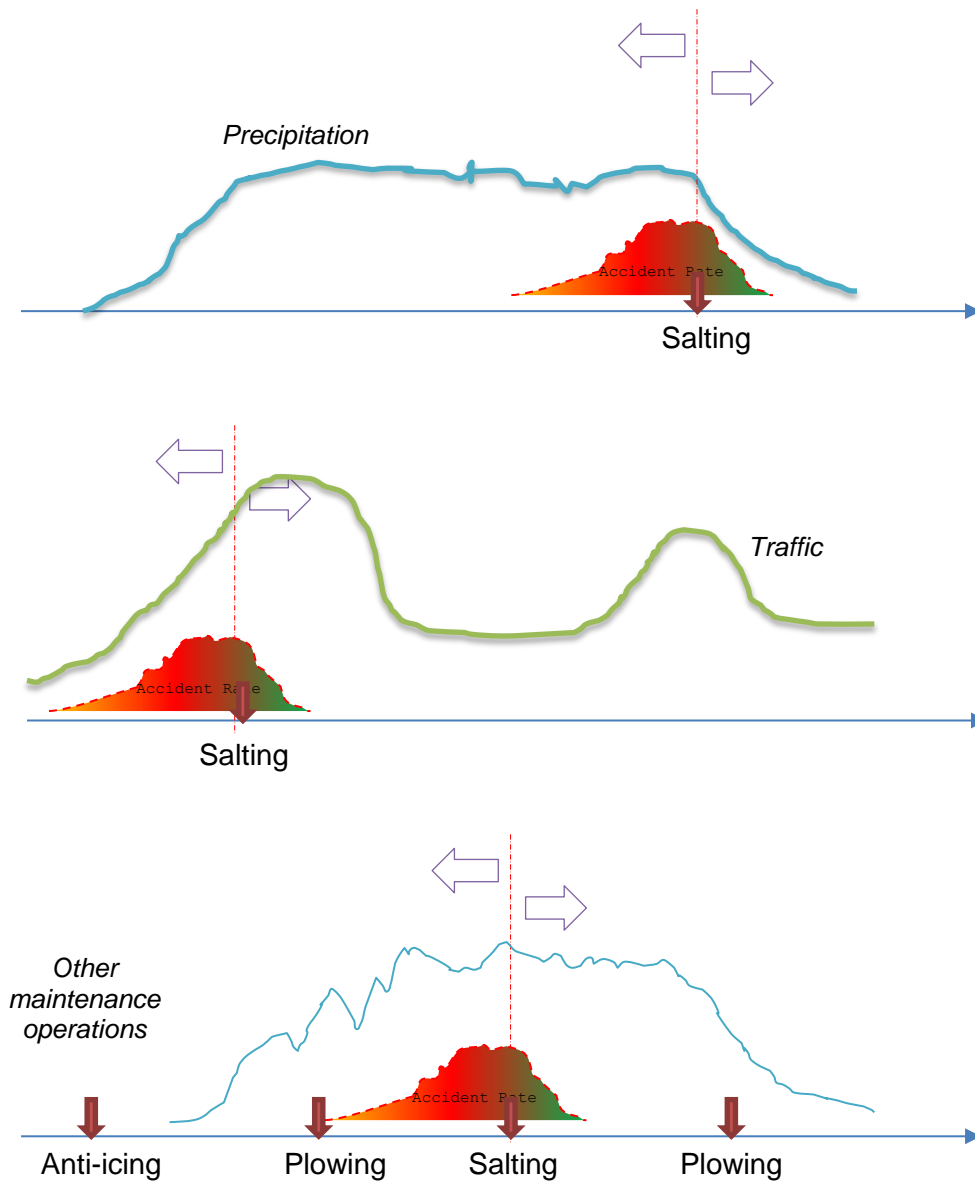 Precipitation
Accident Rate
Salting
Traffic
Accident Rate
Salting
Other
maintenance
operations
Accident Rate
Anti-icing
Plowing
Salting
Plowing